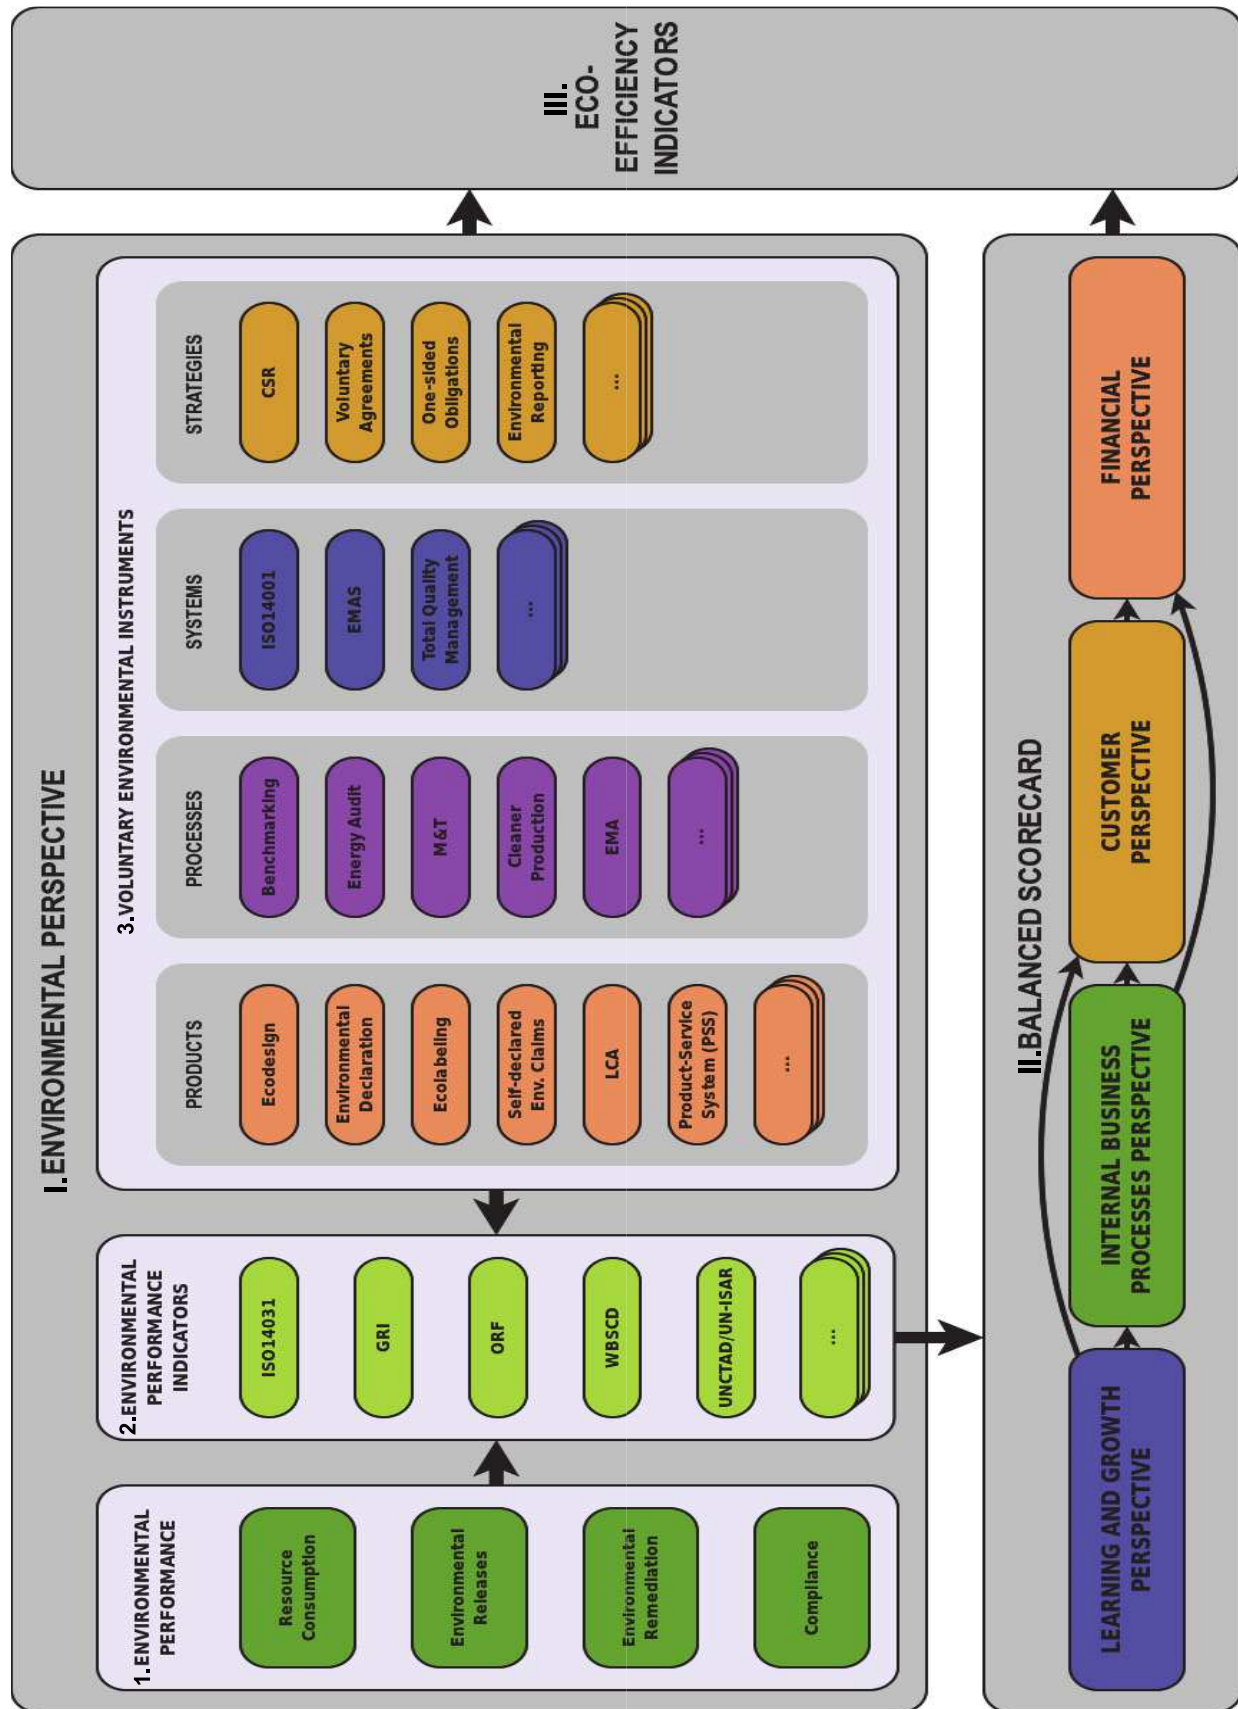 I.ENVIRONMENTAL PERSPECTIVE
1.ENVIRONMENTAL
PERFORMANCE
Resource
Consumption
Environmental
Releases
Environmental
Remediation
Compliance
2.ENVIRONMENTAL
PERFORMANCE
INDICATORS
ISO14031
GRI
ORF
WBSCD
UNCTAD/UN-ISAR
...
3.VOLUNTARY ENVIRONMENTAL INSTRUMENTS
PRODUCTS
Ecodesign
Environmental
Declaration
Ecolabeling
Self-declared
Env. Claims
LCA
Product-Service
System (PSS)
...
PROCESSES
Benchmarking
Energy Audit
M&T
Cleaner
Production
EMA
...
SYSTEMS
ISO14001
EMAS
Total Quality
Management
...
STRATEGIES
CSR
Voluntary
Agreements
One-sided
Obligations
Environmental
Reporting
...
II.BALANCED SCORECARD
LEARNING AND GROWTH
PERSPECTIVE
INTERNAL BUSINESS
PROCESSES PERSPECTIVE
CUSTOMER
PERSPECTIVE
FINANCIAL
PERSPECTIVE
III.
ECO-
EFFICIENCY
INDICATORS